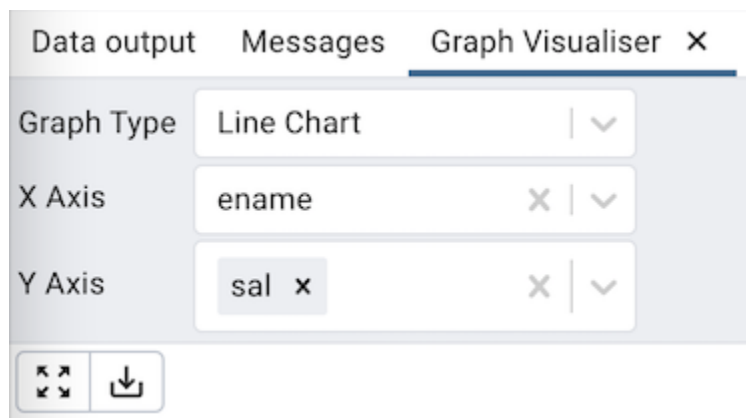 Data output Messages Graph Visualiser ×
Graph Type Line Chart
X Axis ename
Y Axis sal ×